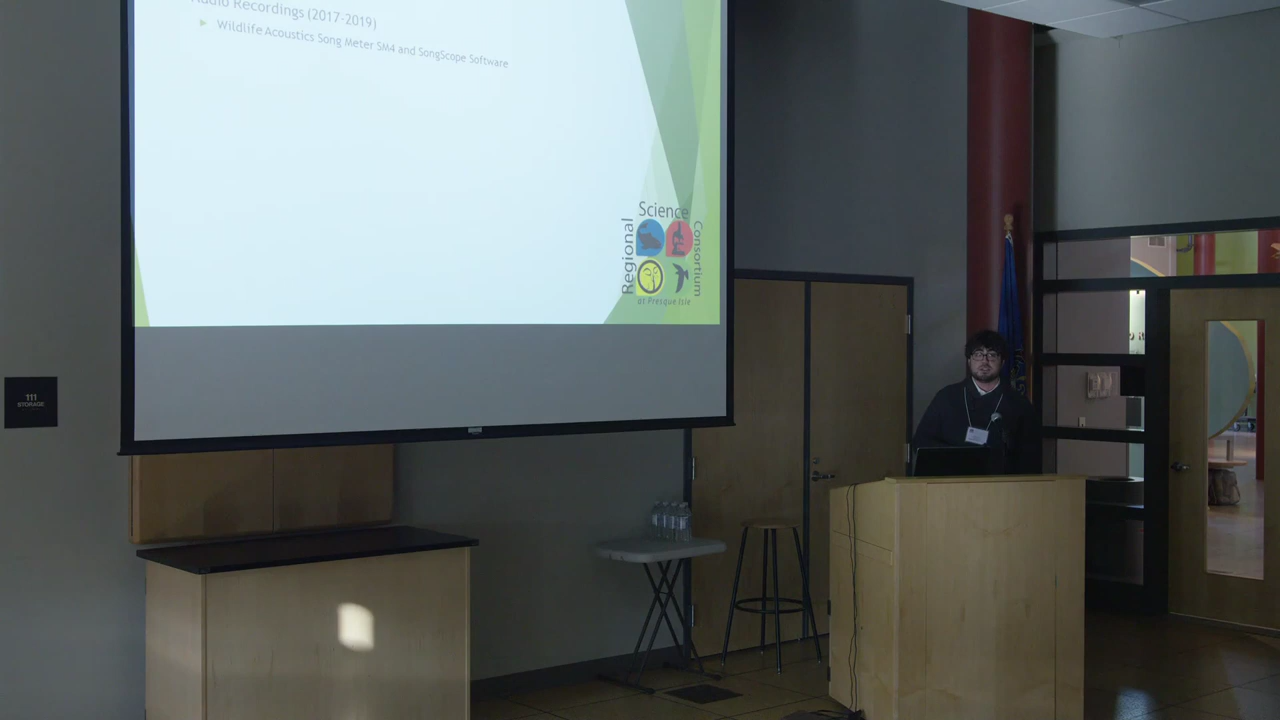 Audio Recordings (2017-2019)
Wildlife Acoustics Song Meter SM4 and SongScope Software
Regional
Science
Consortium
at Presque Isle
111
STORAGE